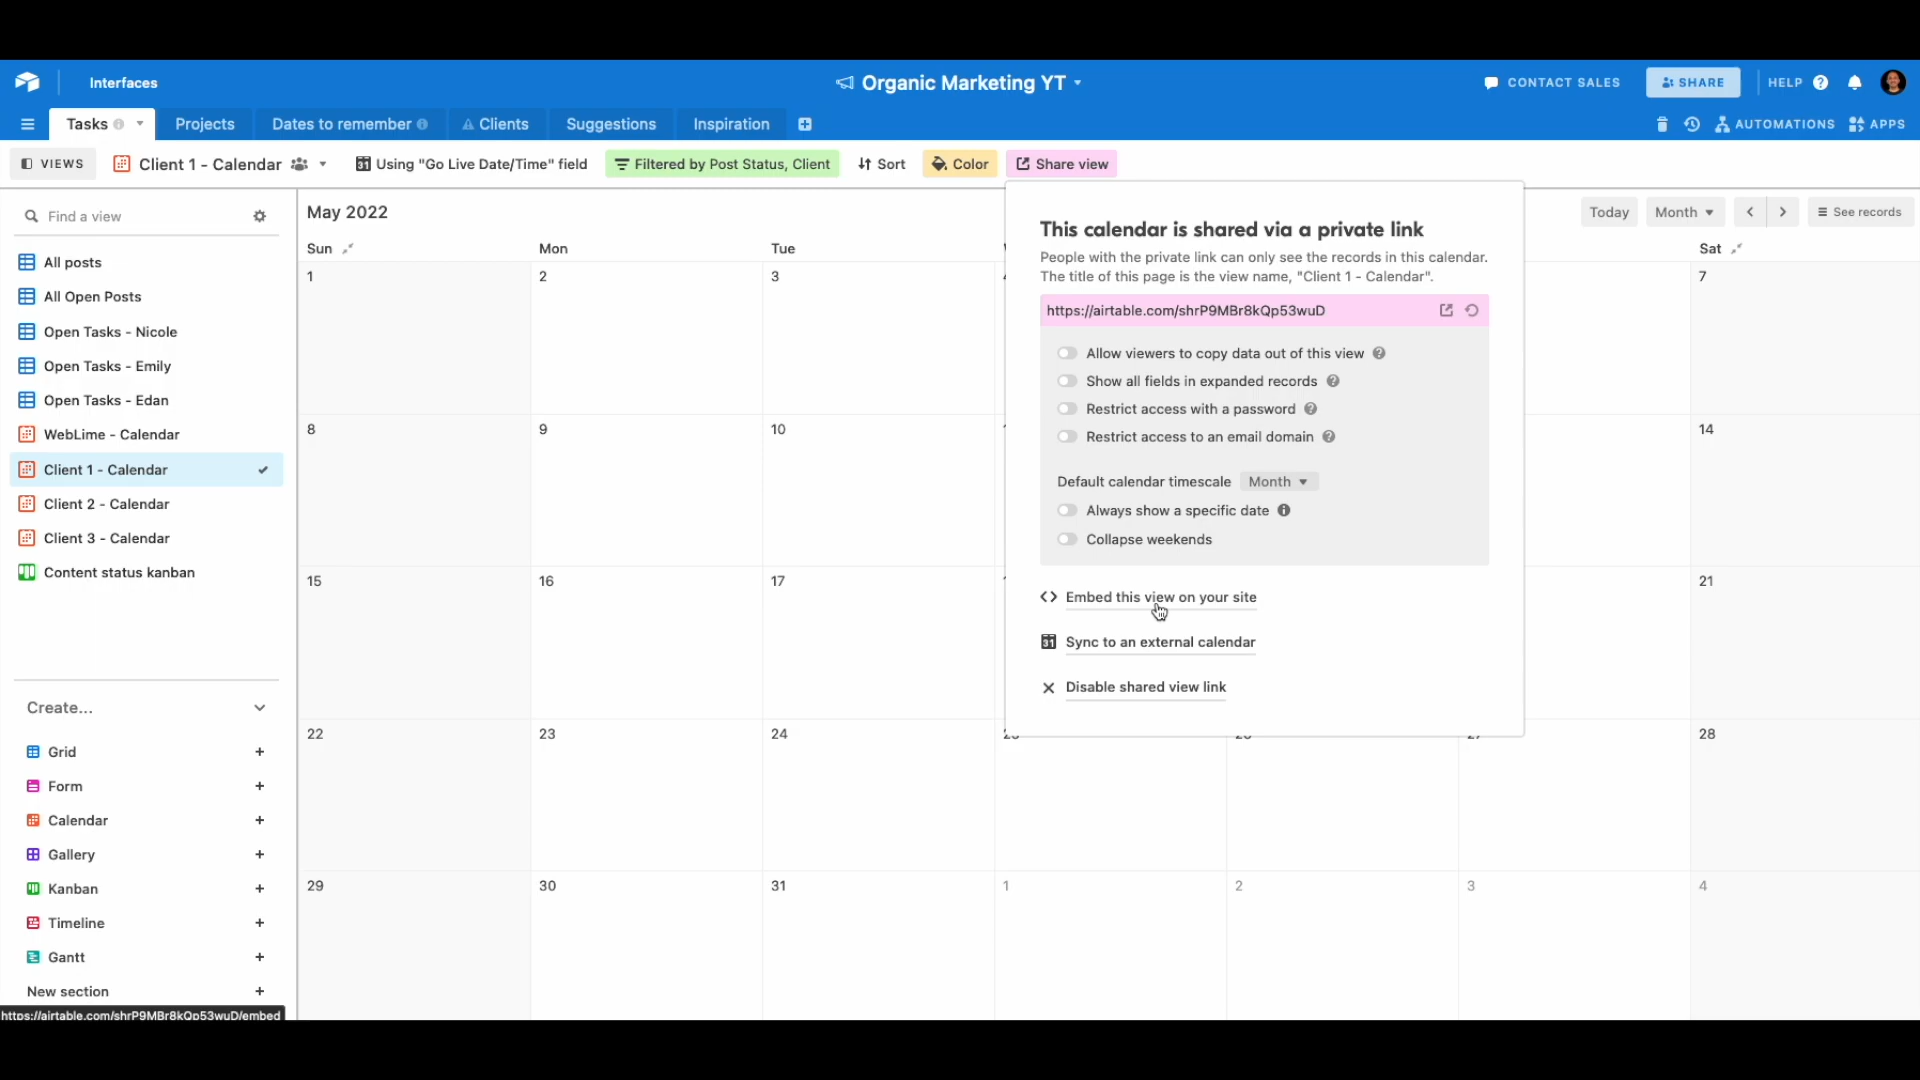 Interfaces
Organic Marketing YT
CONTACT SALES
SHARE
HELP
Tasks
Projects
Dates to remember
Clients
Suggestions
Inspiration
AUTOMATIONS
APPS
VIEWS
Client 1 - Calendar
31 Using "Go Live Date/Time" field
Filtered by Post Status, Client
Sort
Color
Share view
Find a view
All posts
All Open Posts
Open Tasks - Nicole
Open Tasks - Emily
Open Tasks - Edan
WebLime - Calendar
Client 1 - Calendar
Client 2 - Calendar
Client 3 - Calendar
Content status kanban
Create...
Grid
Form
Calendar
Gallery
Kanban
Timeline
Gantt
New section
https://airtable.com/shrP9MBr8kQp53wuD/embed
May 2022
Today
Month
See records
Sun Mon Tue Sat
1 2 3 7
8 9 10 14
15 16 17 21
22 23 24 28
29 30 31 1 2 3 4
This calendar is shared via a private link
People with the private link can only see the records in this calendar.
The title of this page is the view name, "Client 1 - Calendar".
https://airtable.com/shrP9MBr8kQp53wuD
Allow viewers to copy data out of this view
Show all fields in expanded records
Restrict access with a password
Restrict access to an email domain
Default calendar timescale Month
Always show a specific date
Collapse weekends
Embed this view on your site
31 Sync to an external calendar
Disable shared view link